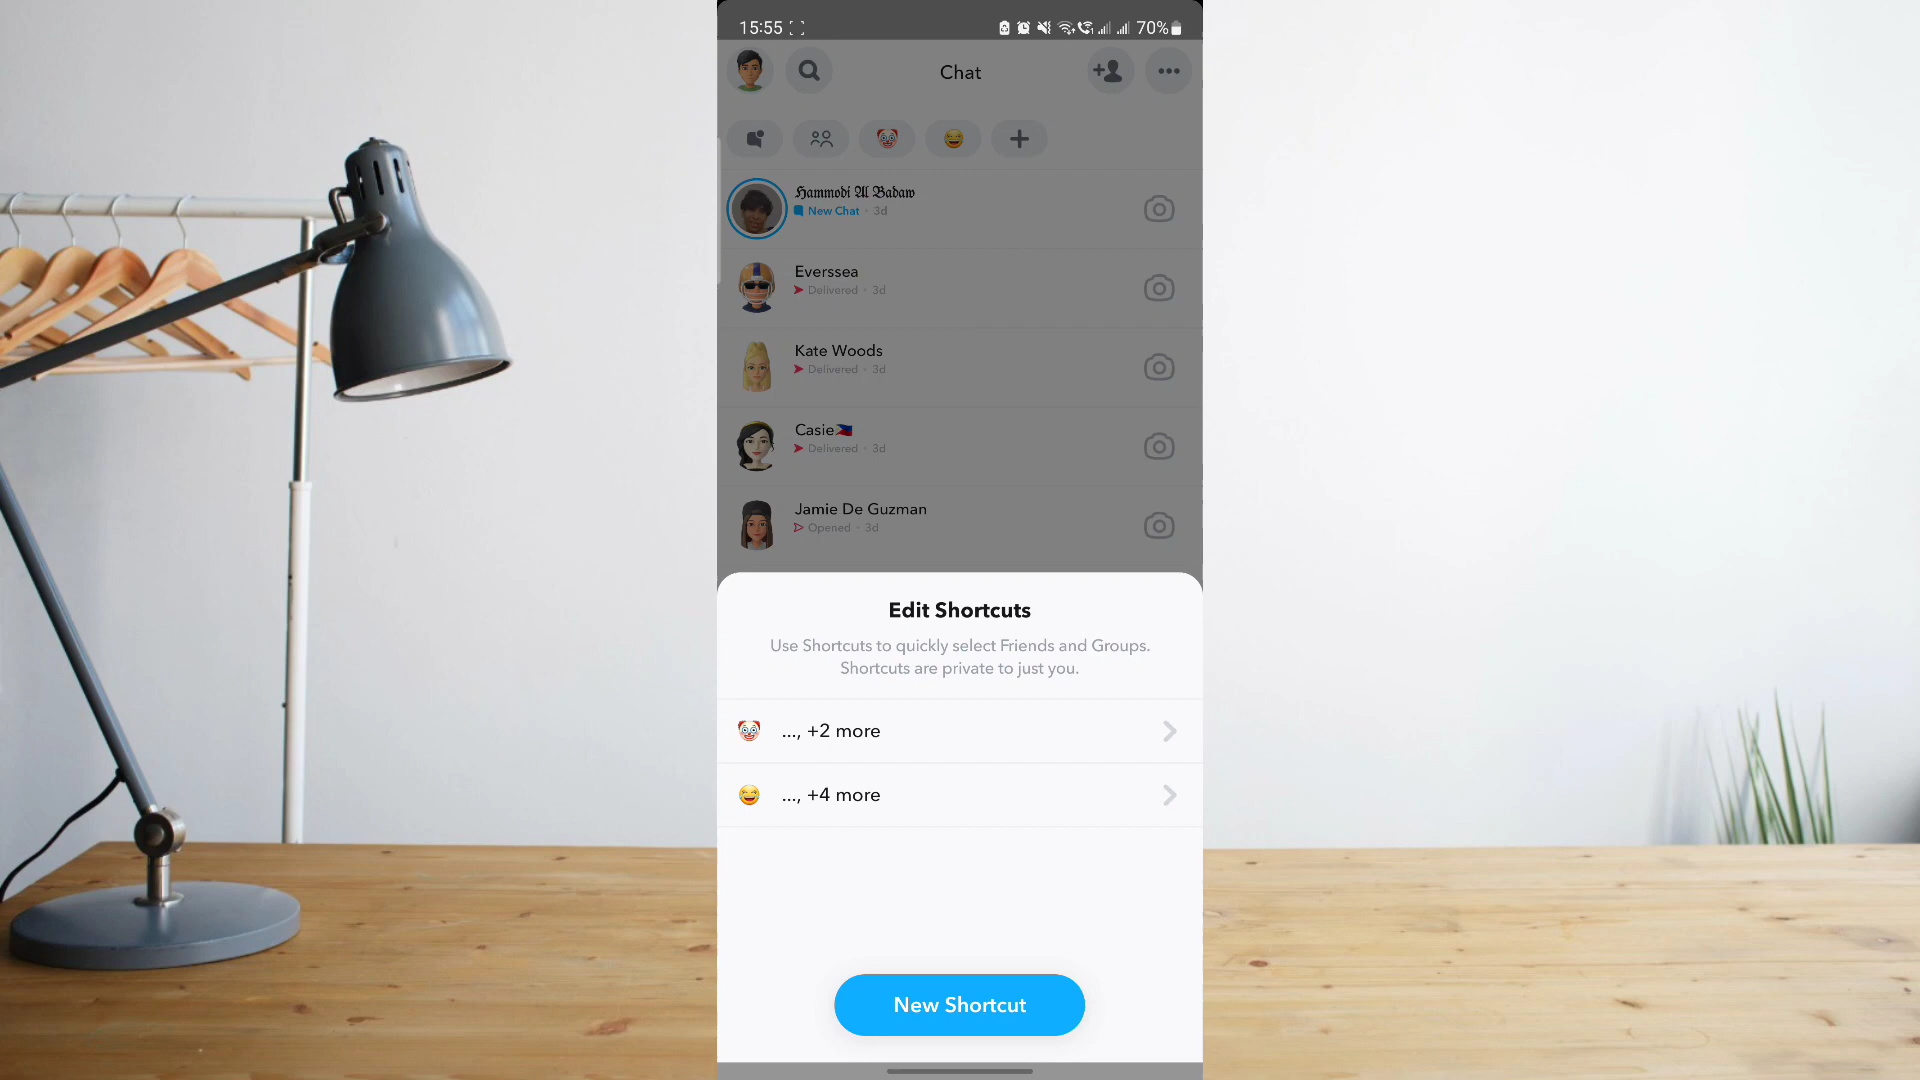 15:55
70%
Chat
ℌ𝔞𝔪𝔪𝔬𝔡𝔦 𝔄𝔩 𝔅𝔞𝔡𝔞𝔴
New Chat · 3d
Everssea
Delivered · 3d
Kate Woods
Delivered · 3d
Casie🇵🇭
Delivered · 3d
Jamie De Guzman
Opened · 3d
Edit Shortcuts
Use Shortcuts to quickly select Friends and Groups.
Shortcuts are private to just you.
🤡 ..., +2 more
😆 ..., +4 more
New Shortcut